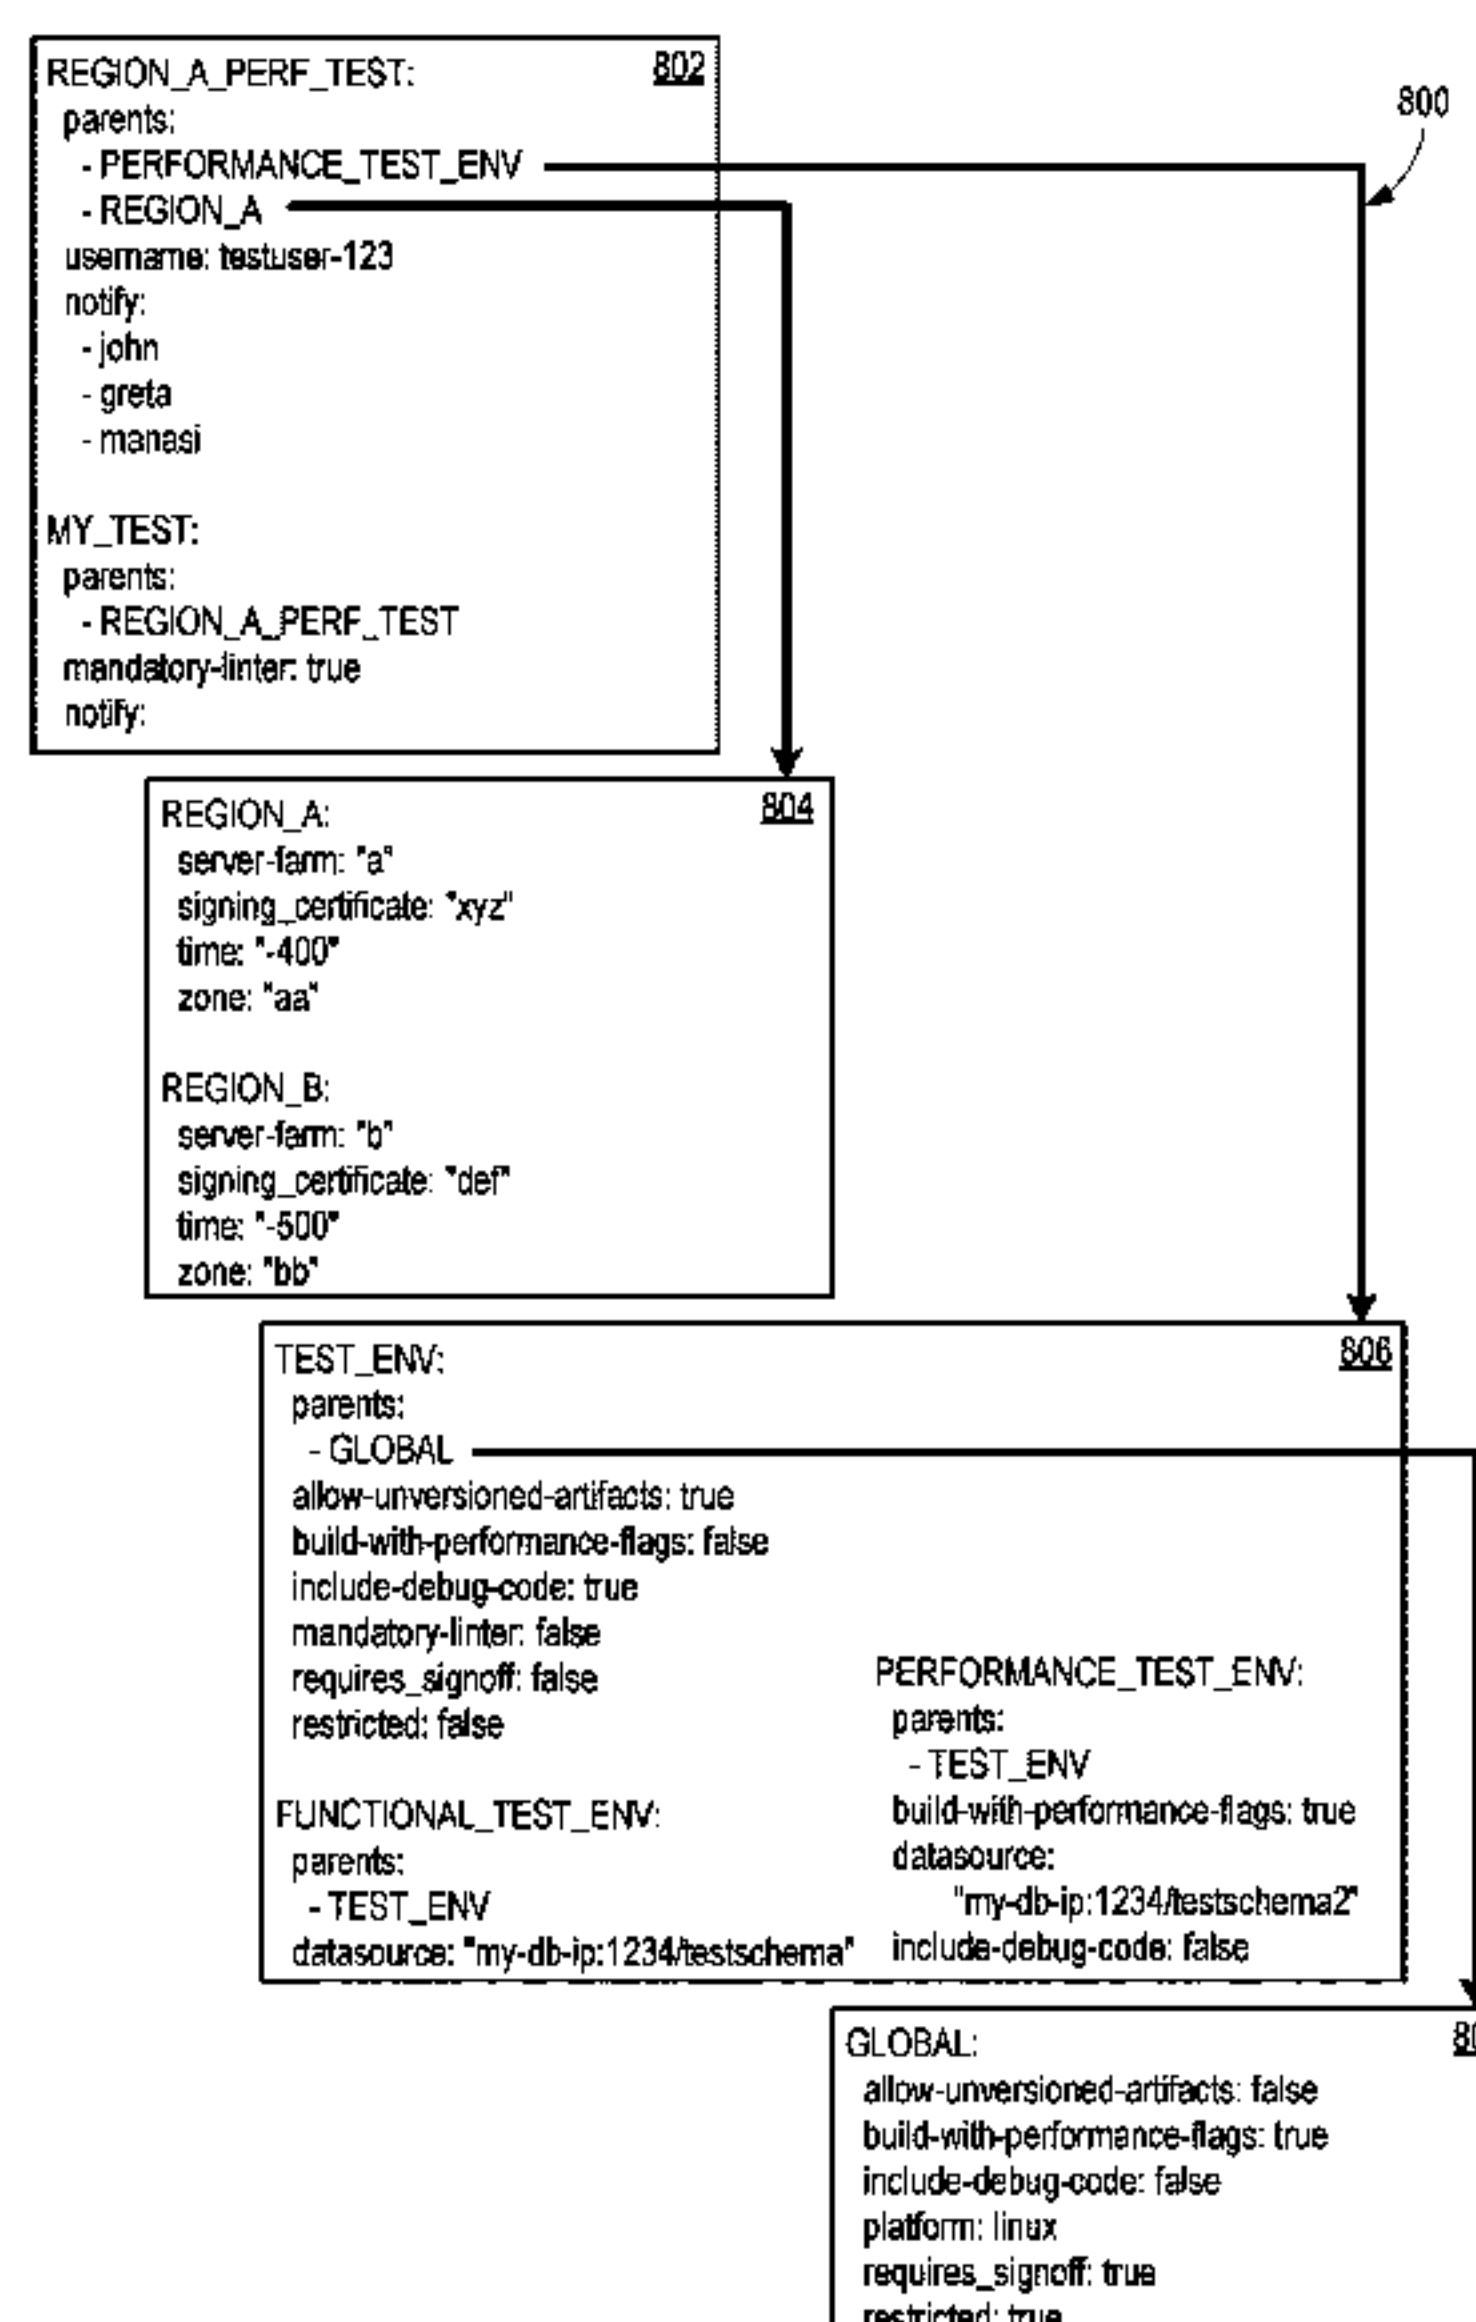 REGION_A_PERF_TEST:
802
parents:
- PERFORMANCE_TEST_ENV
- REGION_A
username: testuser-123
notify:
- john
- greta
- manasi
MY_TEST:
parents:
- REGION_A_PERF_TEST
mandatory-linter: true
notify:
800
804
REGION_A:
server-farm: "a"
signing_certificate: "xyz"
time: "-400"
zone: "aa"
REGION_B:
server-farm: "b"
signing_certificate: "def"
time: "-500"
zone: "bb"
806
TEST_ENV:
parents:
- GLOBAL
allow-unversioned-artifacts: true
build-with-performance-flags: false
include-debug-code: true
mandatory-linter: false
requires_signoff: false
restricted: false
FUNCTIONAL_TEST_ENV:
parents:
- TEST_ENV
datasource: "my-db-ip:1234/testschema"
PERFORMANCE_TEST_ENV:
parents:
- TEST_ENV
build-with-performance-flags: true
datasource:
"my-db-ip:1234/testschema2"
include-debug-code: false
GLOBAL:
allow-unversioned-artifacts: false
build-with-performance-flags: true
include-debug-code: false
platform: linux
requires_signoff: true
restricted: true